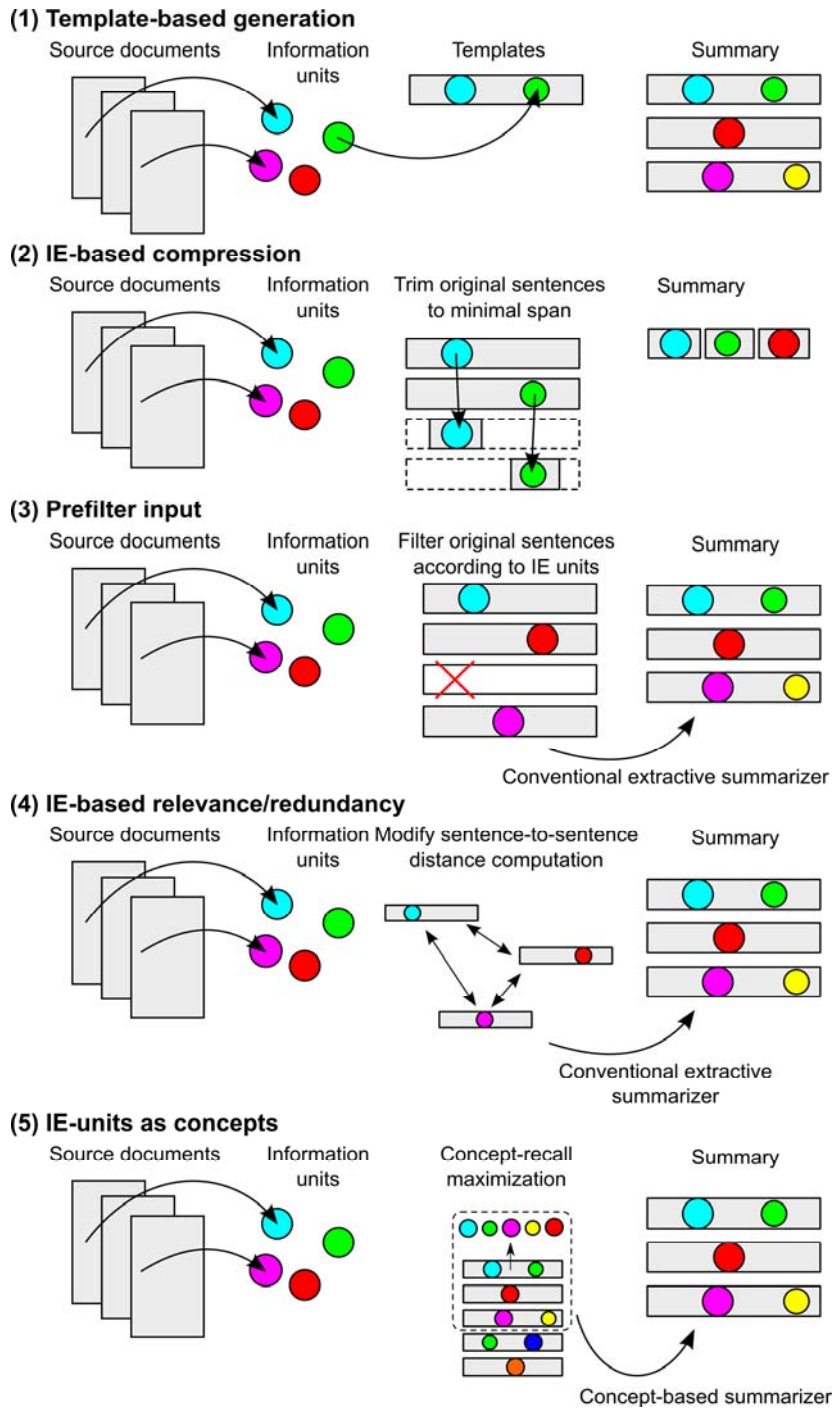 (1) Template-based generation
Source documents
Information
units
Templates
Summary
(2) IE-based compression
Source documents
Information
units
Trim original sentences
to minimal span
Summary
(3) Prefilter input
Source documents
Information
units
Filter original sentences
according to IE units
Summary
Conventional extractive summarizer
(4) IE-based relevance/redundancy
Source documents
Information
units
Modify sentence-to-sentence
distance computation
Summary
Conventional extractive
summarizer
(5) IE-units as concepts
Source documents
Information
units
Concept-recall
maximization
Summary
Concept-based summarizer